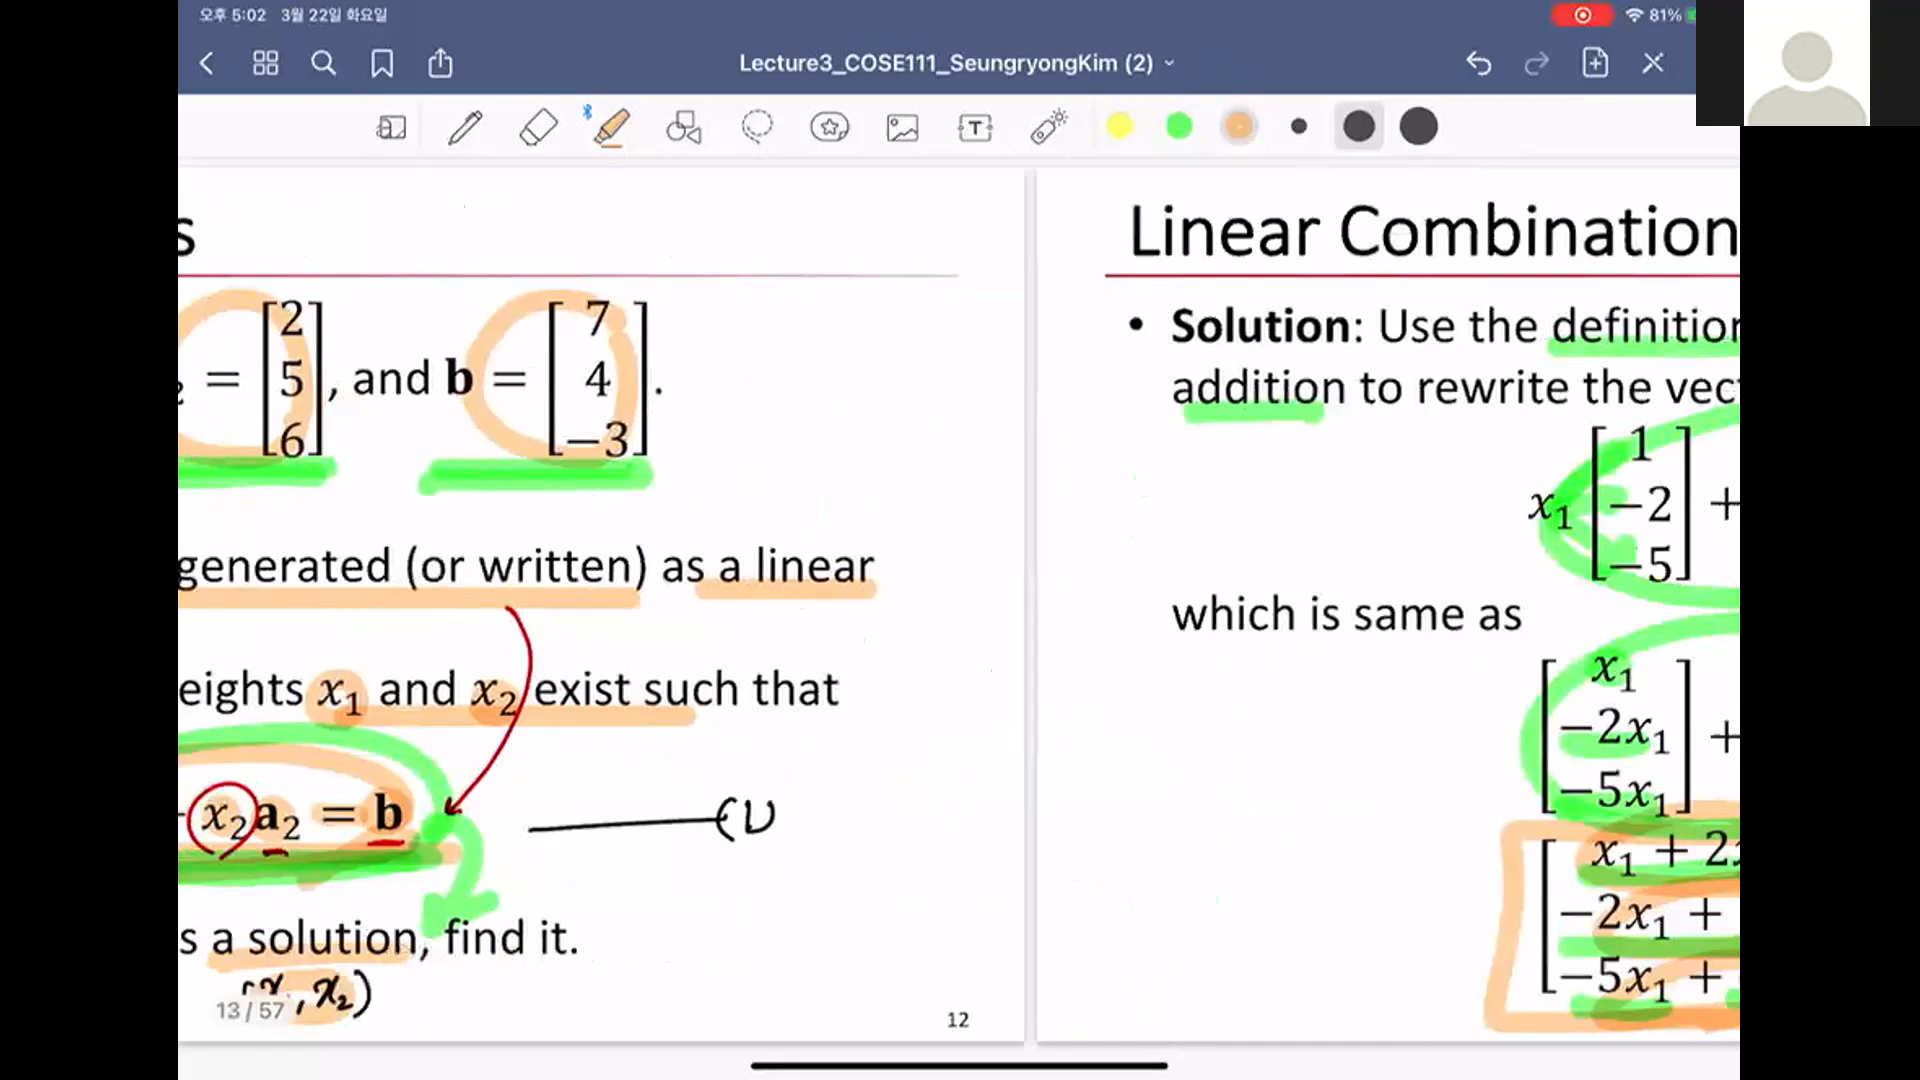 오후 5:02 3월 22일 화요일
81%
Lecture3_COSE111_SeungryongKim (2)
s
= [2 5 6], and b = [7 4 −3].
generated (or written) as a linear
eights x₁ and x₂ exist such that
x₂a₂ = b
(1)
s a solution, find it.
, x₂)
13 / 57
12
Linear Combination
• Solution: Use the definition
addition to rewrite the vec
x₁ [1 −2 −5] +
which is same as
[x₁ −2x₁ −5x₁] +
x₁ + 2
−2x₁ +
−5x₁ +